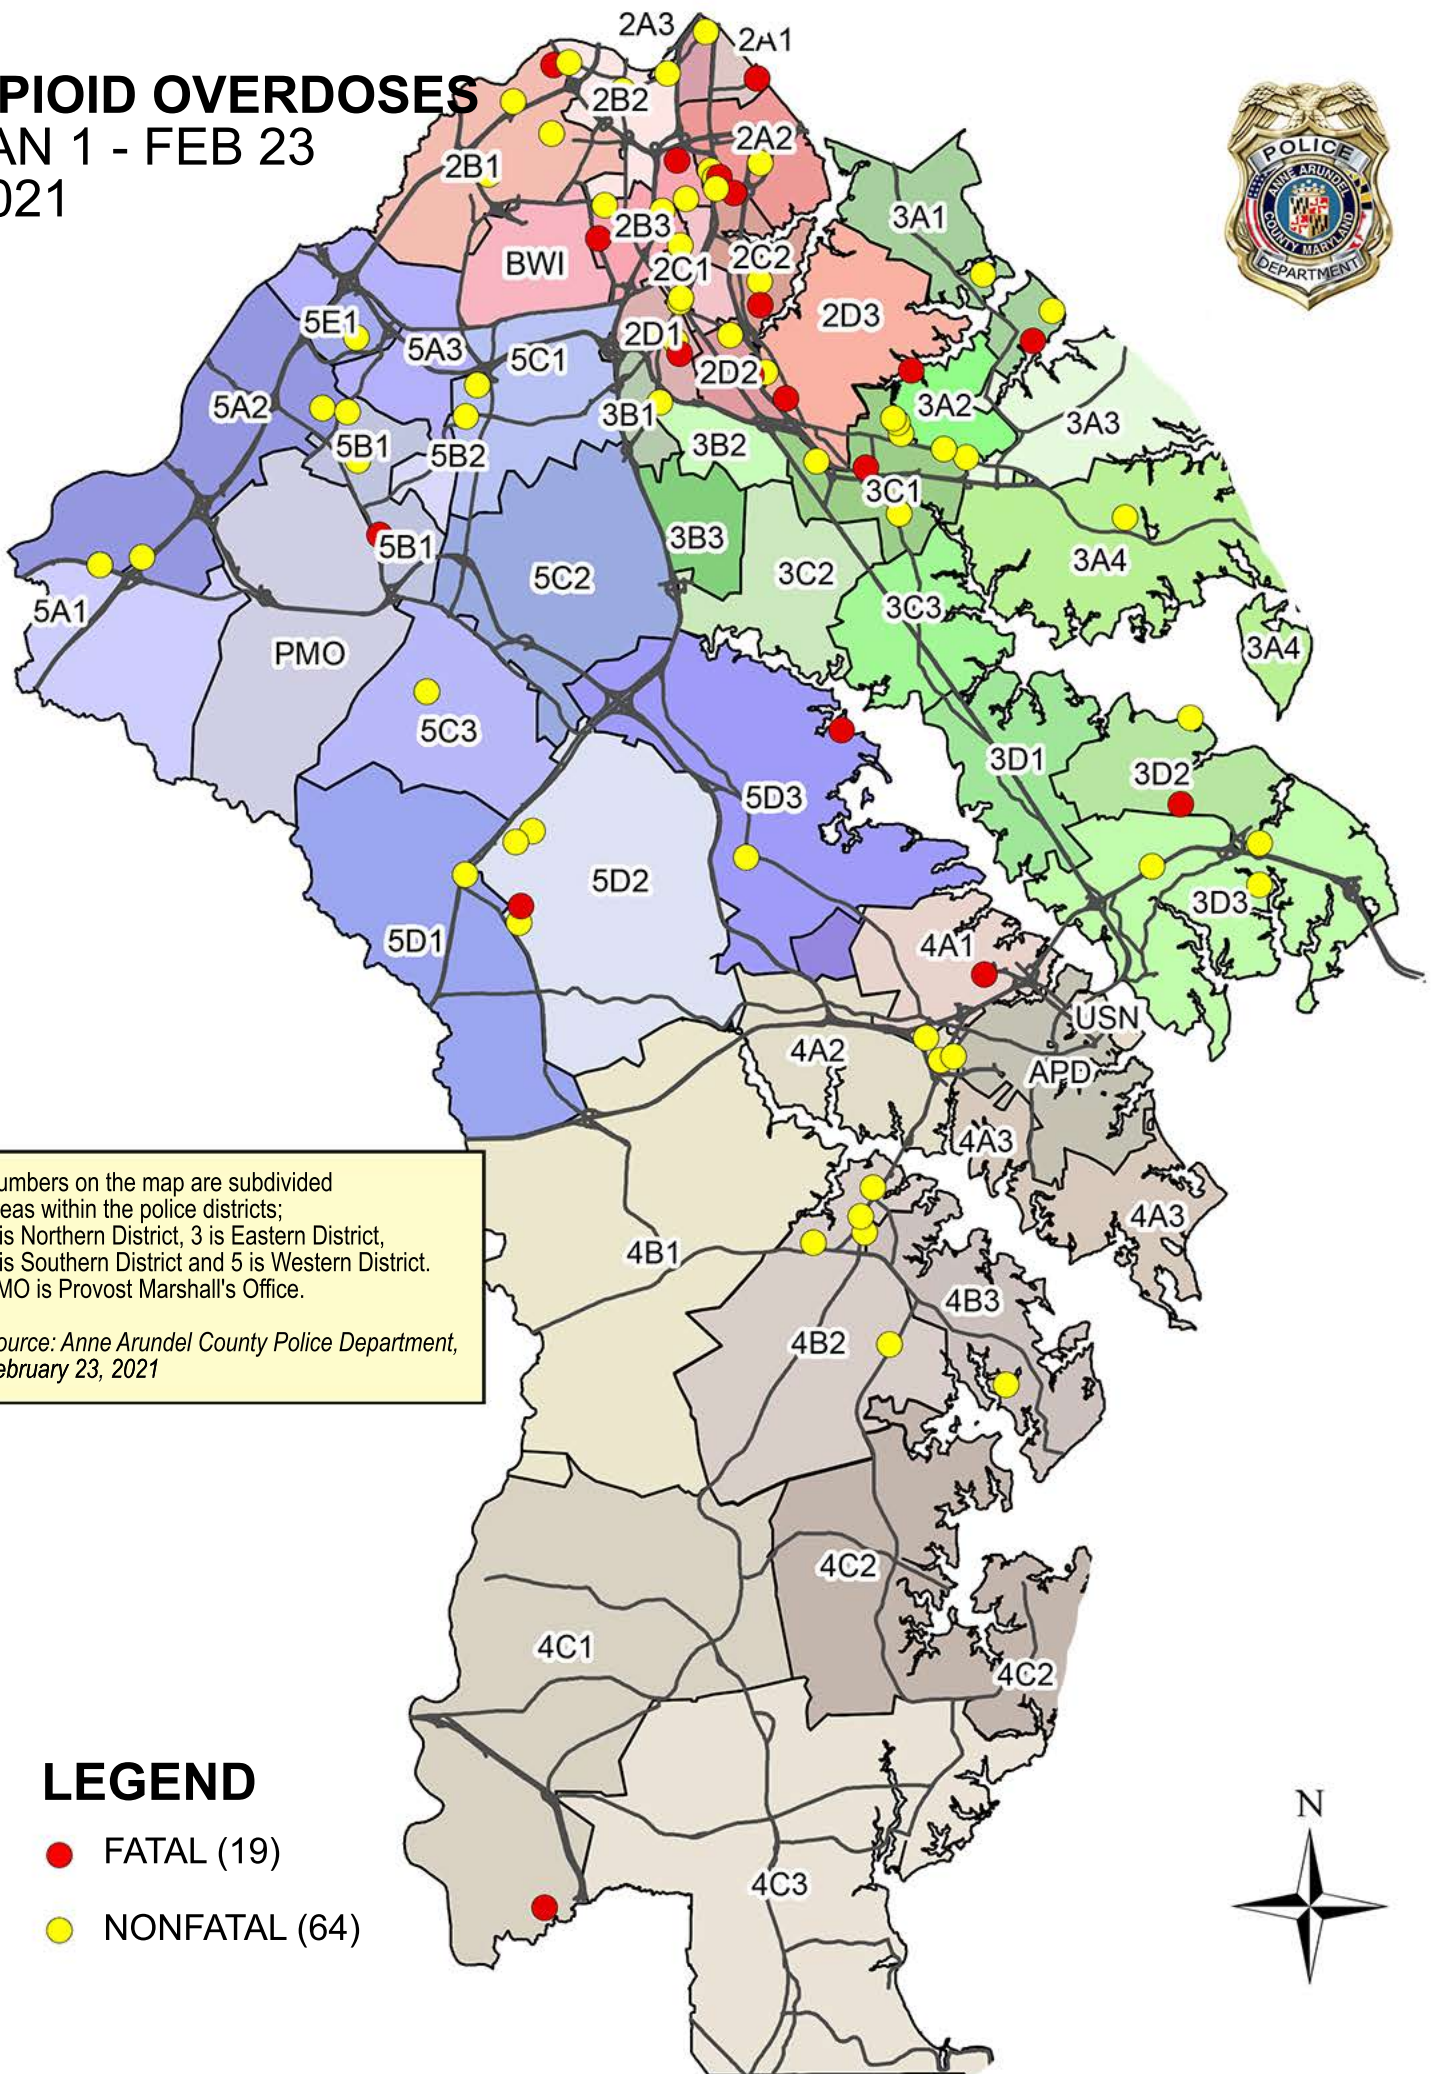 PIOID OVERDOSES
AN 1 - FEB 23
021
POLICE
ANNE ARUNDEL
COUNTY MARYLAND
DEPARTMENT
2A3
2A1
2B2
2A2
2B1
3A1
2B3
BWI
2C1
2C2
5E1
2D1
2D3
5A3
5C1
2D2
5A2
3B1
3A2
3A3
5B1
5B2
3B2
3C1
5B1
3B3
5C2
3C2
3A4
5A1
3C3
PMO
3A4
5C3
3D1
3D2
5D3
5D2
3D3
5D1
4A1
USN
4A2
APD
4A3
4A3
4B1
4B3
4B2
4C2
4C1
4C2
4C3
umbers on the map are subdivided
eas within the police districts;
is Northern District, 3 is Eastern District,
is Southern District and 5 is Western District.
MO is Provost Marshall's Office.
ource: Anne Arundel County Police Department,
ebruary 23, 2021
LEGEND
FATAL (19)
NONFATAL (64)
N